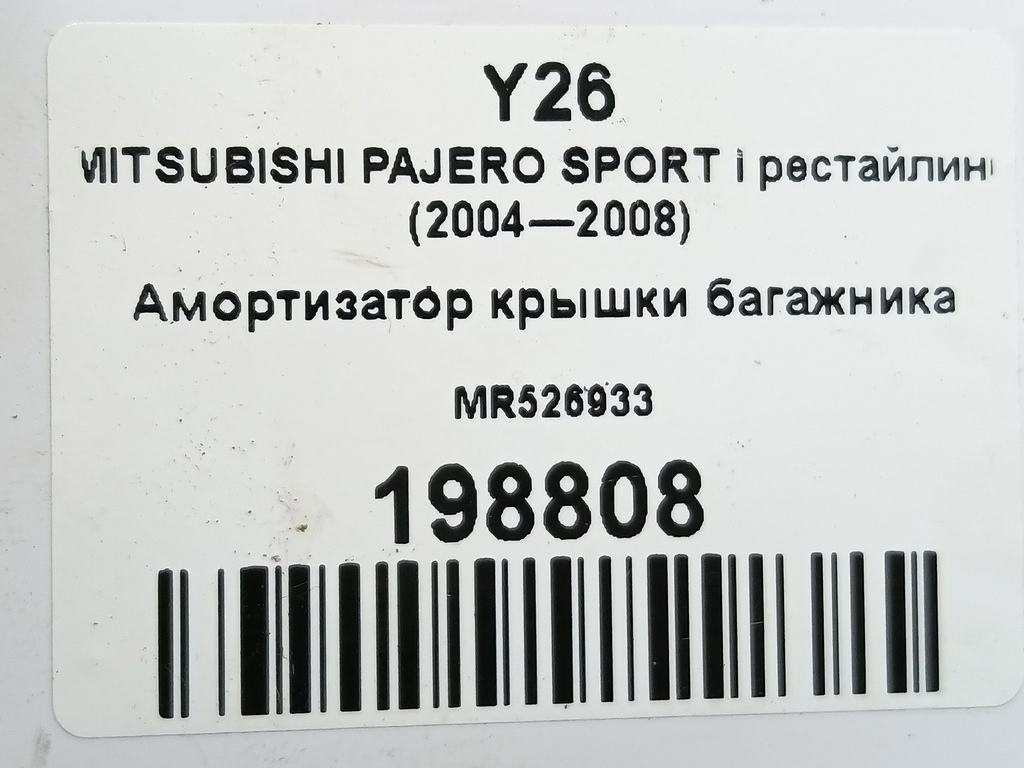 Y26
MITSUBISHI PAJERO SPORT I рестайлинг
(2004—2008)
Амортизатор крышки багажника
MR526933
198808